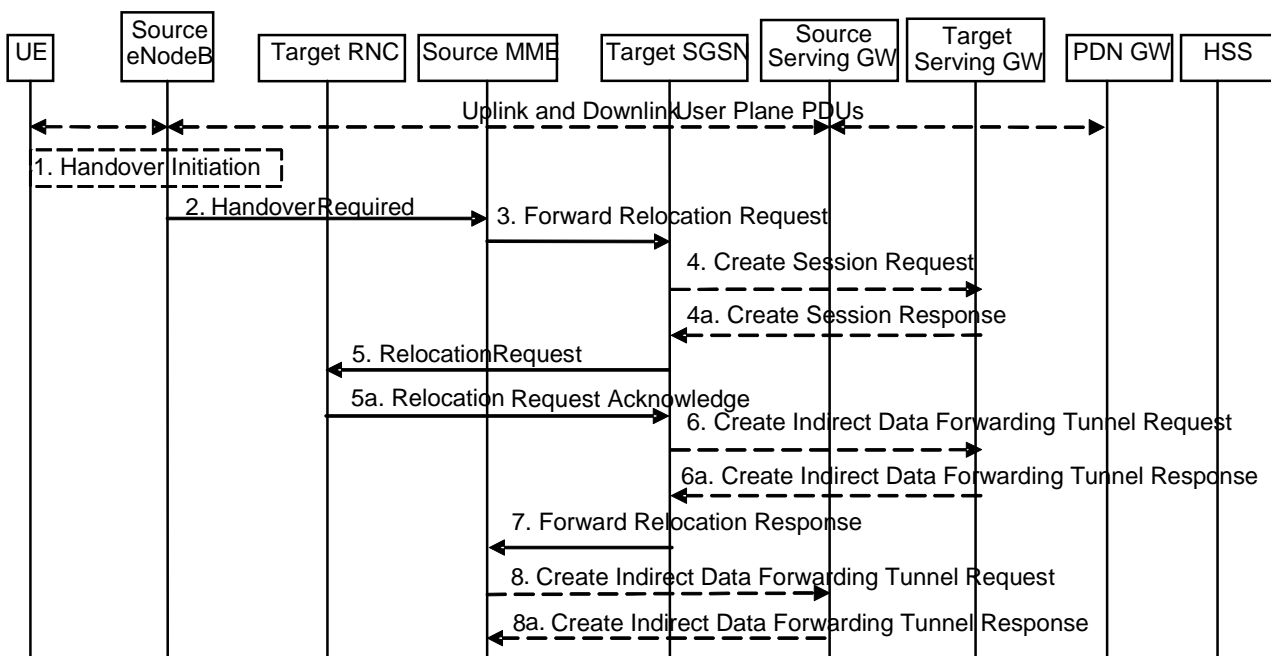 UE
Source eNodeB
Target RNC
Source MME
Target SGSN
Source Serving GW
Target Serving GW
PDN GW
HSS
Uplink and Downlink User Plane PDUs
1. Handover Initiation
2. Handover Required
3. Forward Relocation Request
4. Create Session Request
4a. Create Session Response
5. Relocation Request
5a. Relocation Request Acknowledge
6. Create Indirect Data Forwarding Tunnel Request
6a. Create Indirect Data Forwarding Tunnel Response
7. Forward Relocation Response
8. Create Indirect Data Forwarding Tunnel Request
8a. Create Indirect Data Forwarding Tunnel Response